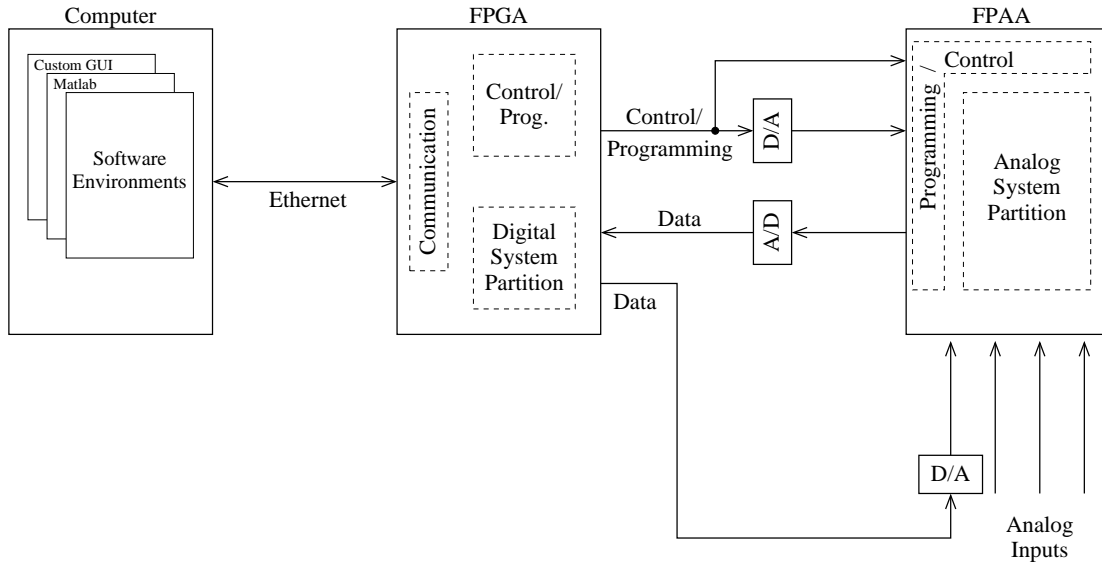 Computer
FPGA
FPAA
Custom GUI
Matlab
Software
Environments
Ethernet
Communication
Control/
Prog.
Digital
System
Partition
Control/
Programming
D/A
Data
A/D
Data
Programming /
Control
Analog
System
Partition
D/A
Analog
Inputs